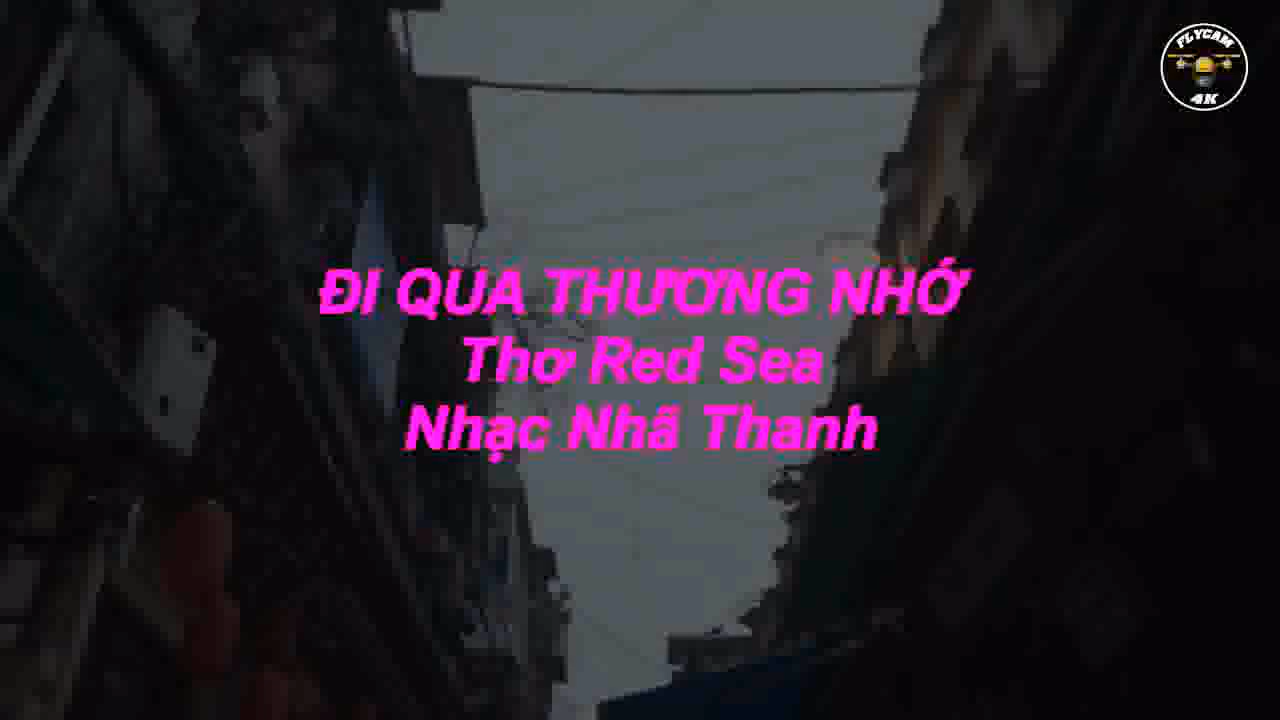 FLYCAM
4K
ĐI QUA THƯƠNG NHỚ
Thơ Red Sea
Nhạc Nhã Thanh